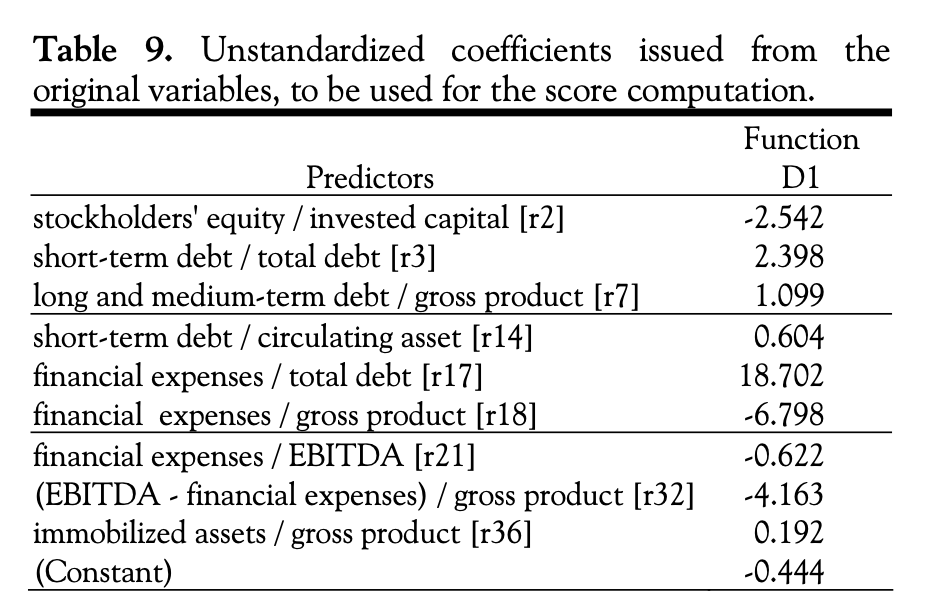 Table 9. Unstandardized coefficients issued from the
original variables, to be used for the score computation.
Function
Predictors D1
stockholders' equity / invested capital [r2] -2.542
short-term debt / total debt [r3] 2.398
long and medium-term debt / gross product [r7] 1.099
short-term debt / circulating asset [r14] 0.604
financial expenses / total debt [r17] 18.702
financial expenses / gross product [r18] -6.798
financial expenses / EBITDA [r21] -0.622
(EBITDA - financial expenses) / gross product [r32] -4.163
immobilized assets / gross product [r36] 0.192
(Constant) -0.444